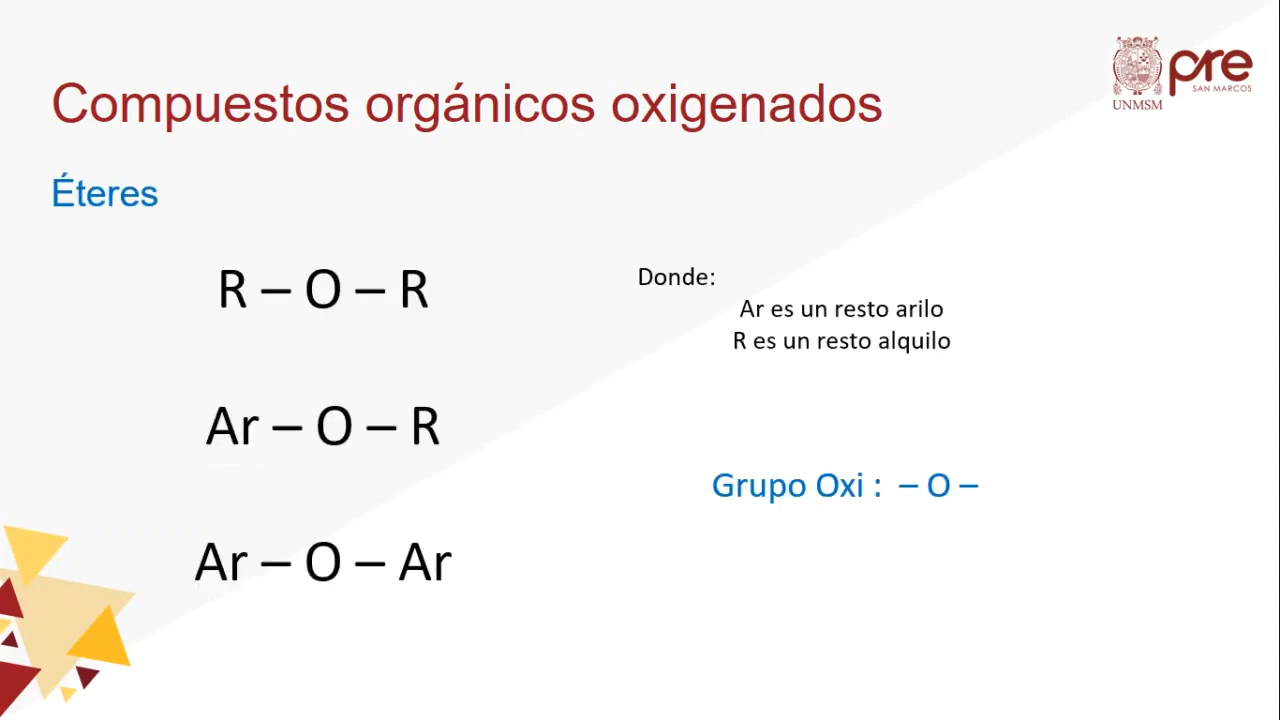 Compuestos orgánicos oxigenados
UNMSM
pre
SAN MARCOS
Éteres
R – O – R
Ar – O – R
Ar – O – Ar
Donde:
Ar es un resto arilo
R es un resto alquilo
Grupo Oxi : – O –